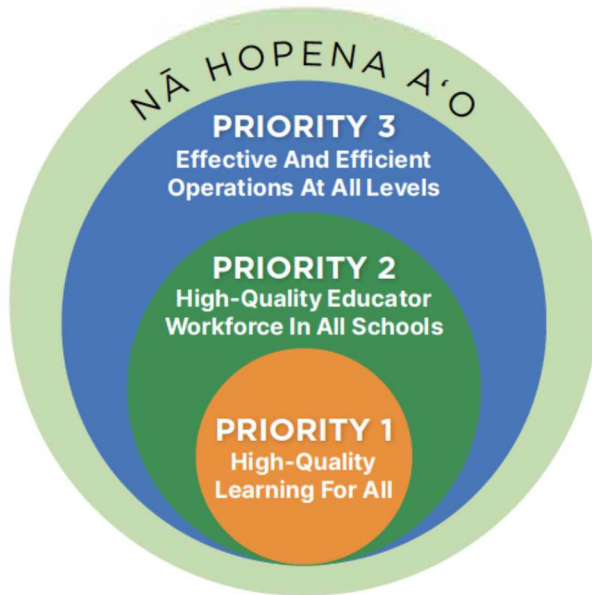 NĀ HOPENA AʻO
PRIORITY 3
Effective And Efficient
Operations At All Levels
PRIORITY 2
High-Quality Educator
Workforce In All Schools
PRIORITY 1
High-Quality
Learning For All